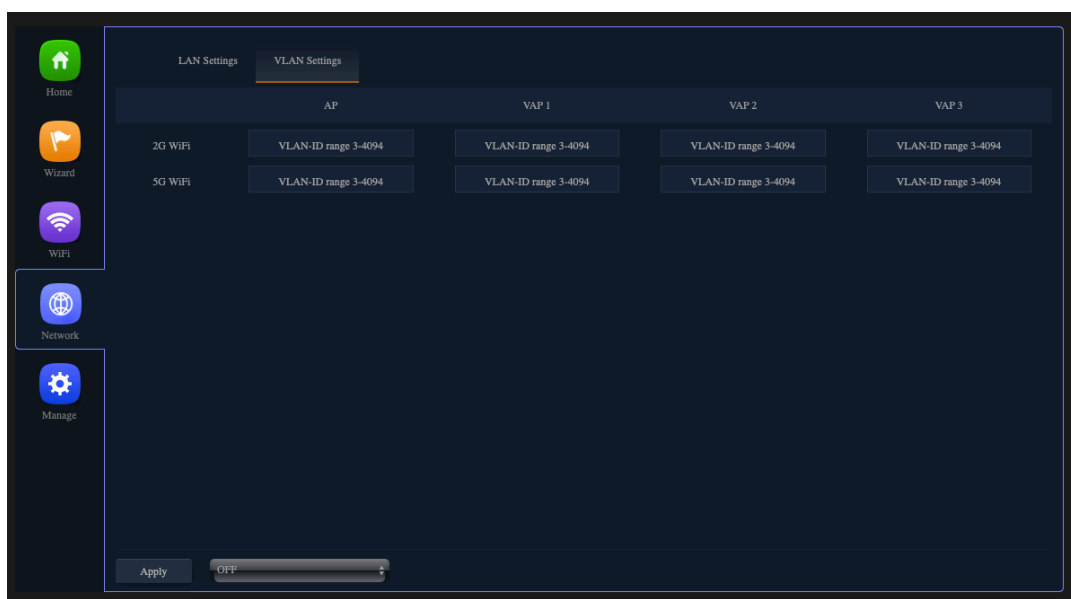 Home
Wizard
WiFi
Network
Manage
LAN Settings VLAN Settings
AP VAP 1 VAP 2 VAP 3
2G WiFi VLAN-ID range 3-4094 VLAN-ID range 3-4094 VLAN-ID range 3-4094 VLAN-ID range 3-4094
5G WiFi VLAN-ID range 3-4094 VLAN-ID range 3-4094 VLAN-ID range 3-4094 VLAN-ID range 3-4094
Apply OFF